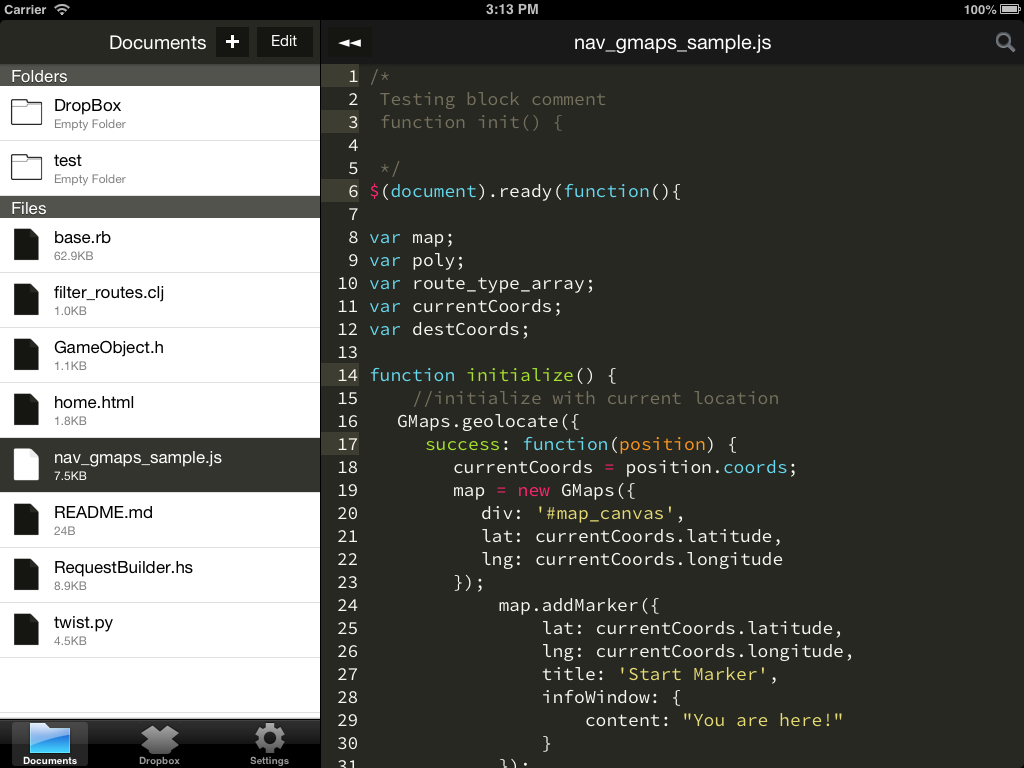 Carrier 3:13 PM 100%
Documents + Edit
nav_gmaps_sample.js
Folders
DropBox
Empty Folder
test
Empty Folder
Files
base.rb
62.9KB
filter_routes.clj
1.0KB
GameObject.h
1.1KB
home.html
1.8KB
nav_gmaps_sample.js
7.5KB
README.md
24B
RequestBuilder.hs
8.9KB
twist.py
4.5KB
Documents Dropbox Settings
1 /*
2 Testing block comment
3 function init() {
4
5 */
6 $(document).ready(function(){
7
8 var map;
9 var poly;
10 var route_type_array;
11 var currentCoords;
12 var destCoords;
13
14 function initialize() {
15 //initialize with current location
16 GMaps.geolocate({
17 success: function(position) {
18 currentCoords = position.coords;
19 map = new GMaps({
20 div: '#map_canvas',
21 lat: currentCoords.latitude,
22 lng: currentCoords.longitude
23 });
24 map.addMarker({
25 lat: currentCoords.latitude,
26 lng: currentCoords.longitude,
27 title: 'Start Marker',
28 infoWindow: {
29 content: "You are here!"
30 }
31 });